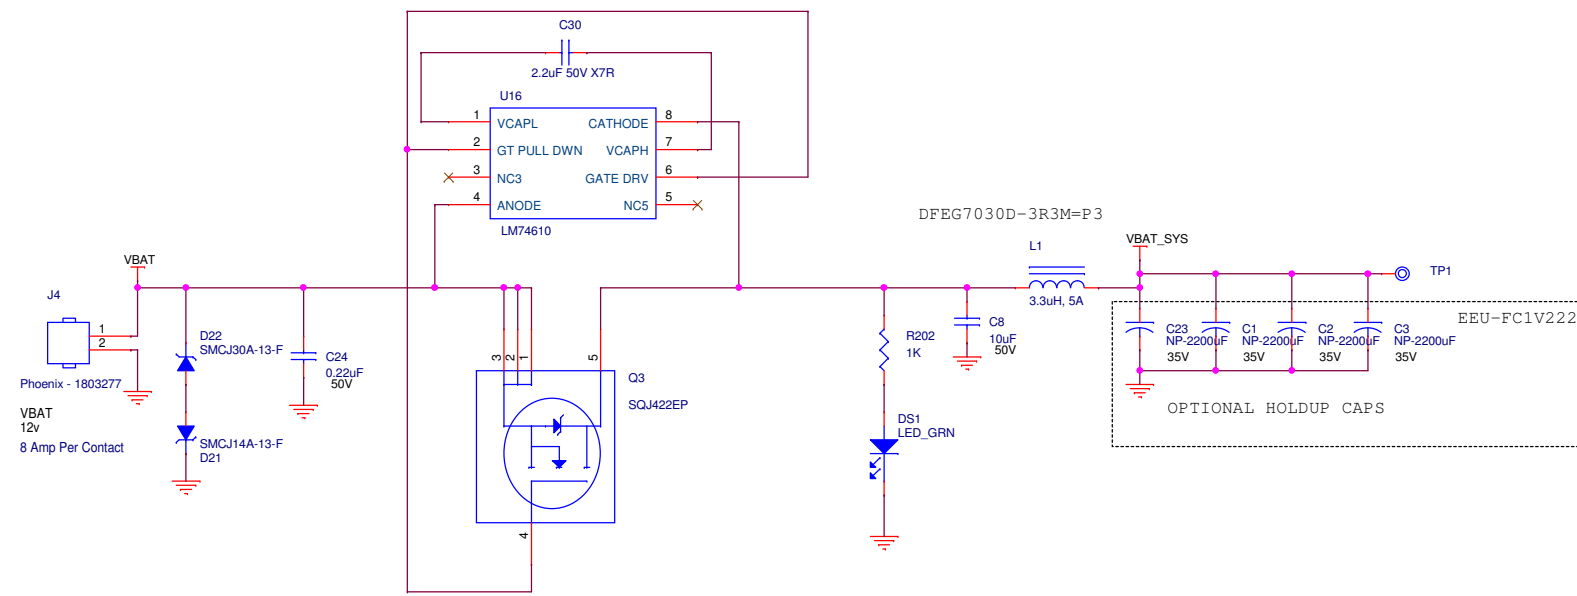 C30
2.2uF 50V X7R
U16
1
VCAPL
CATHODE
8
2
GT PULL DWN
VCAPH
7
3
NC3
GATE DRV
6
4
ANODE
NC5
5
LM74610
DFEG7030D-3R3M=P3
L1
3.3uH, 5A
VBAT_SYS
TP1
VBAT
J4
1
2
Phoenix - 1803277
VBAT
12v
8 Amp Per Contact
D22
SMCJ30A-13-F
SMCJ14A-13-F
D21
C24
0.22uF
50V
3
2
1
5
4
Q3
SQJ422EP
R202
1K
DS1
LED_GRN
C8
10uF
50V
EEU-FC1V222
C23
NP-2200uF
35V
C1
NP-2200uF
35V
C2
NP-2200uF
35V
C3
NP-2200uF
35V
OPTIONAL HOLDUP CAPS